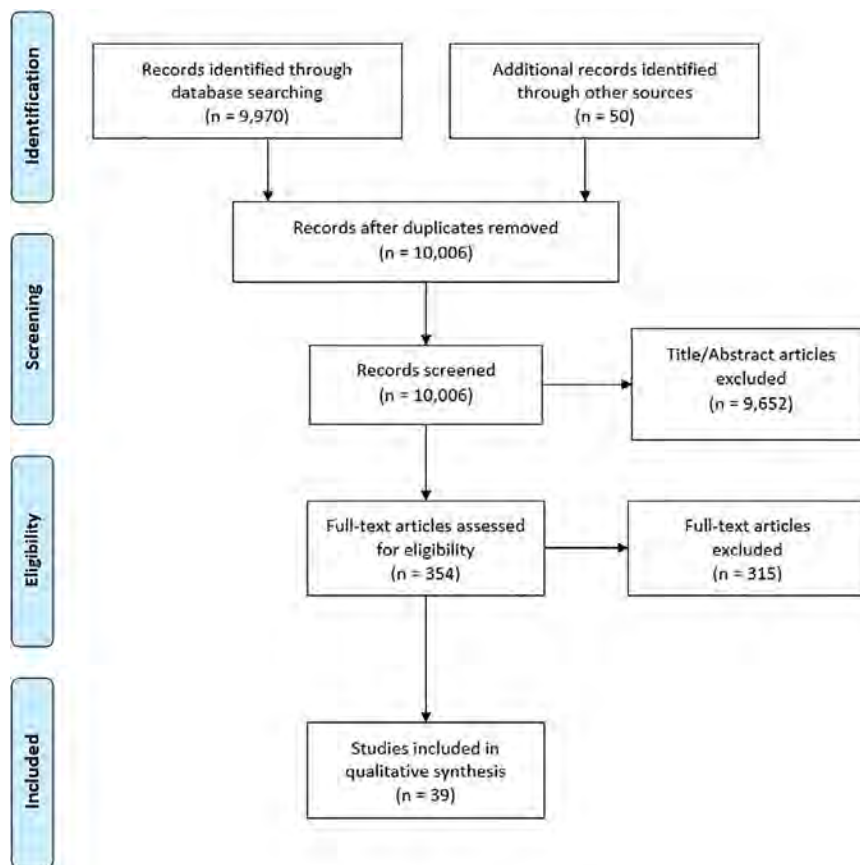 Identification
Records identified through
database searching
(n = 9,970)
Additional records identified
through other sources
(n = 50)
Records after duplicates removed
(n = 10,006)
Screening
Records screened
(n = 10,006)
Title/Abstract articles
excluded
(n = 9,652)
Eligibility
Full-text articles assessed
for eligibility
(n = 354)
Full-text articles
excluded
(n = 315)
Included
Studies included in
qualitative synthesis
(n = 39)